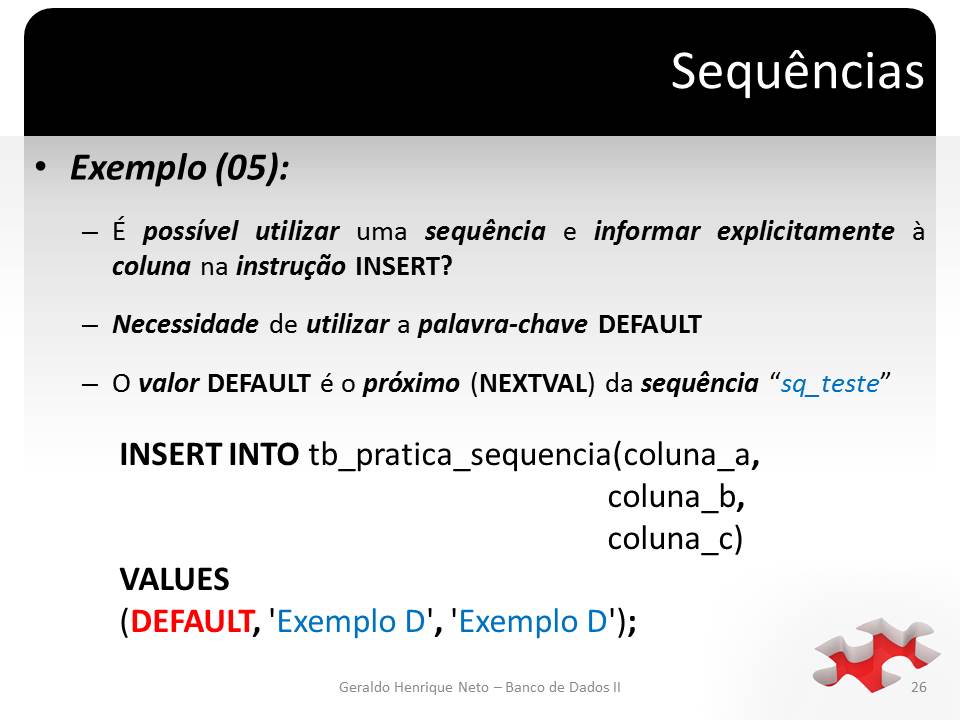 Sequências
• Exemplo (05):
– É possível utilizar uma sequência e informar explicitamente à
coluna na instrução INSERT?
– Necessidade de utilizar a palavra-chave DEFAULT
– O valor DEFAULT é o próximo (NEXTVAL) da sequência “sq_teste”
INSERT INTO tb_pratica_sequencia(coluna_a,
coluna_b,
coluna_c)
VALUES
(DEFAULT, 'Exemplo D', 'Exemplo D');
Geraldo Henrique Neto – Banco de Dados II
26